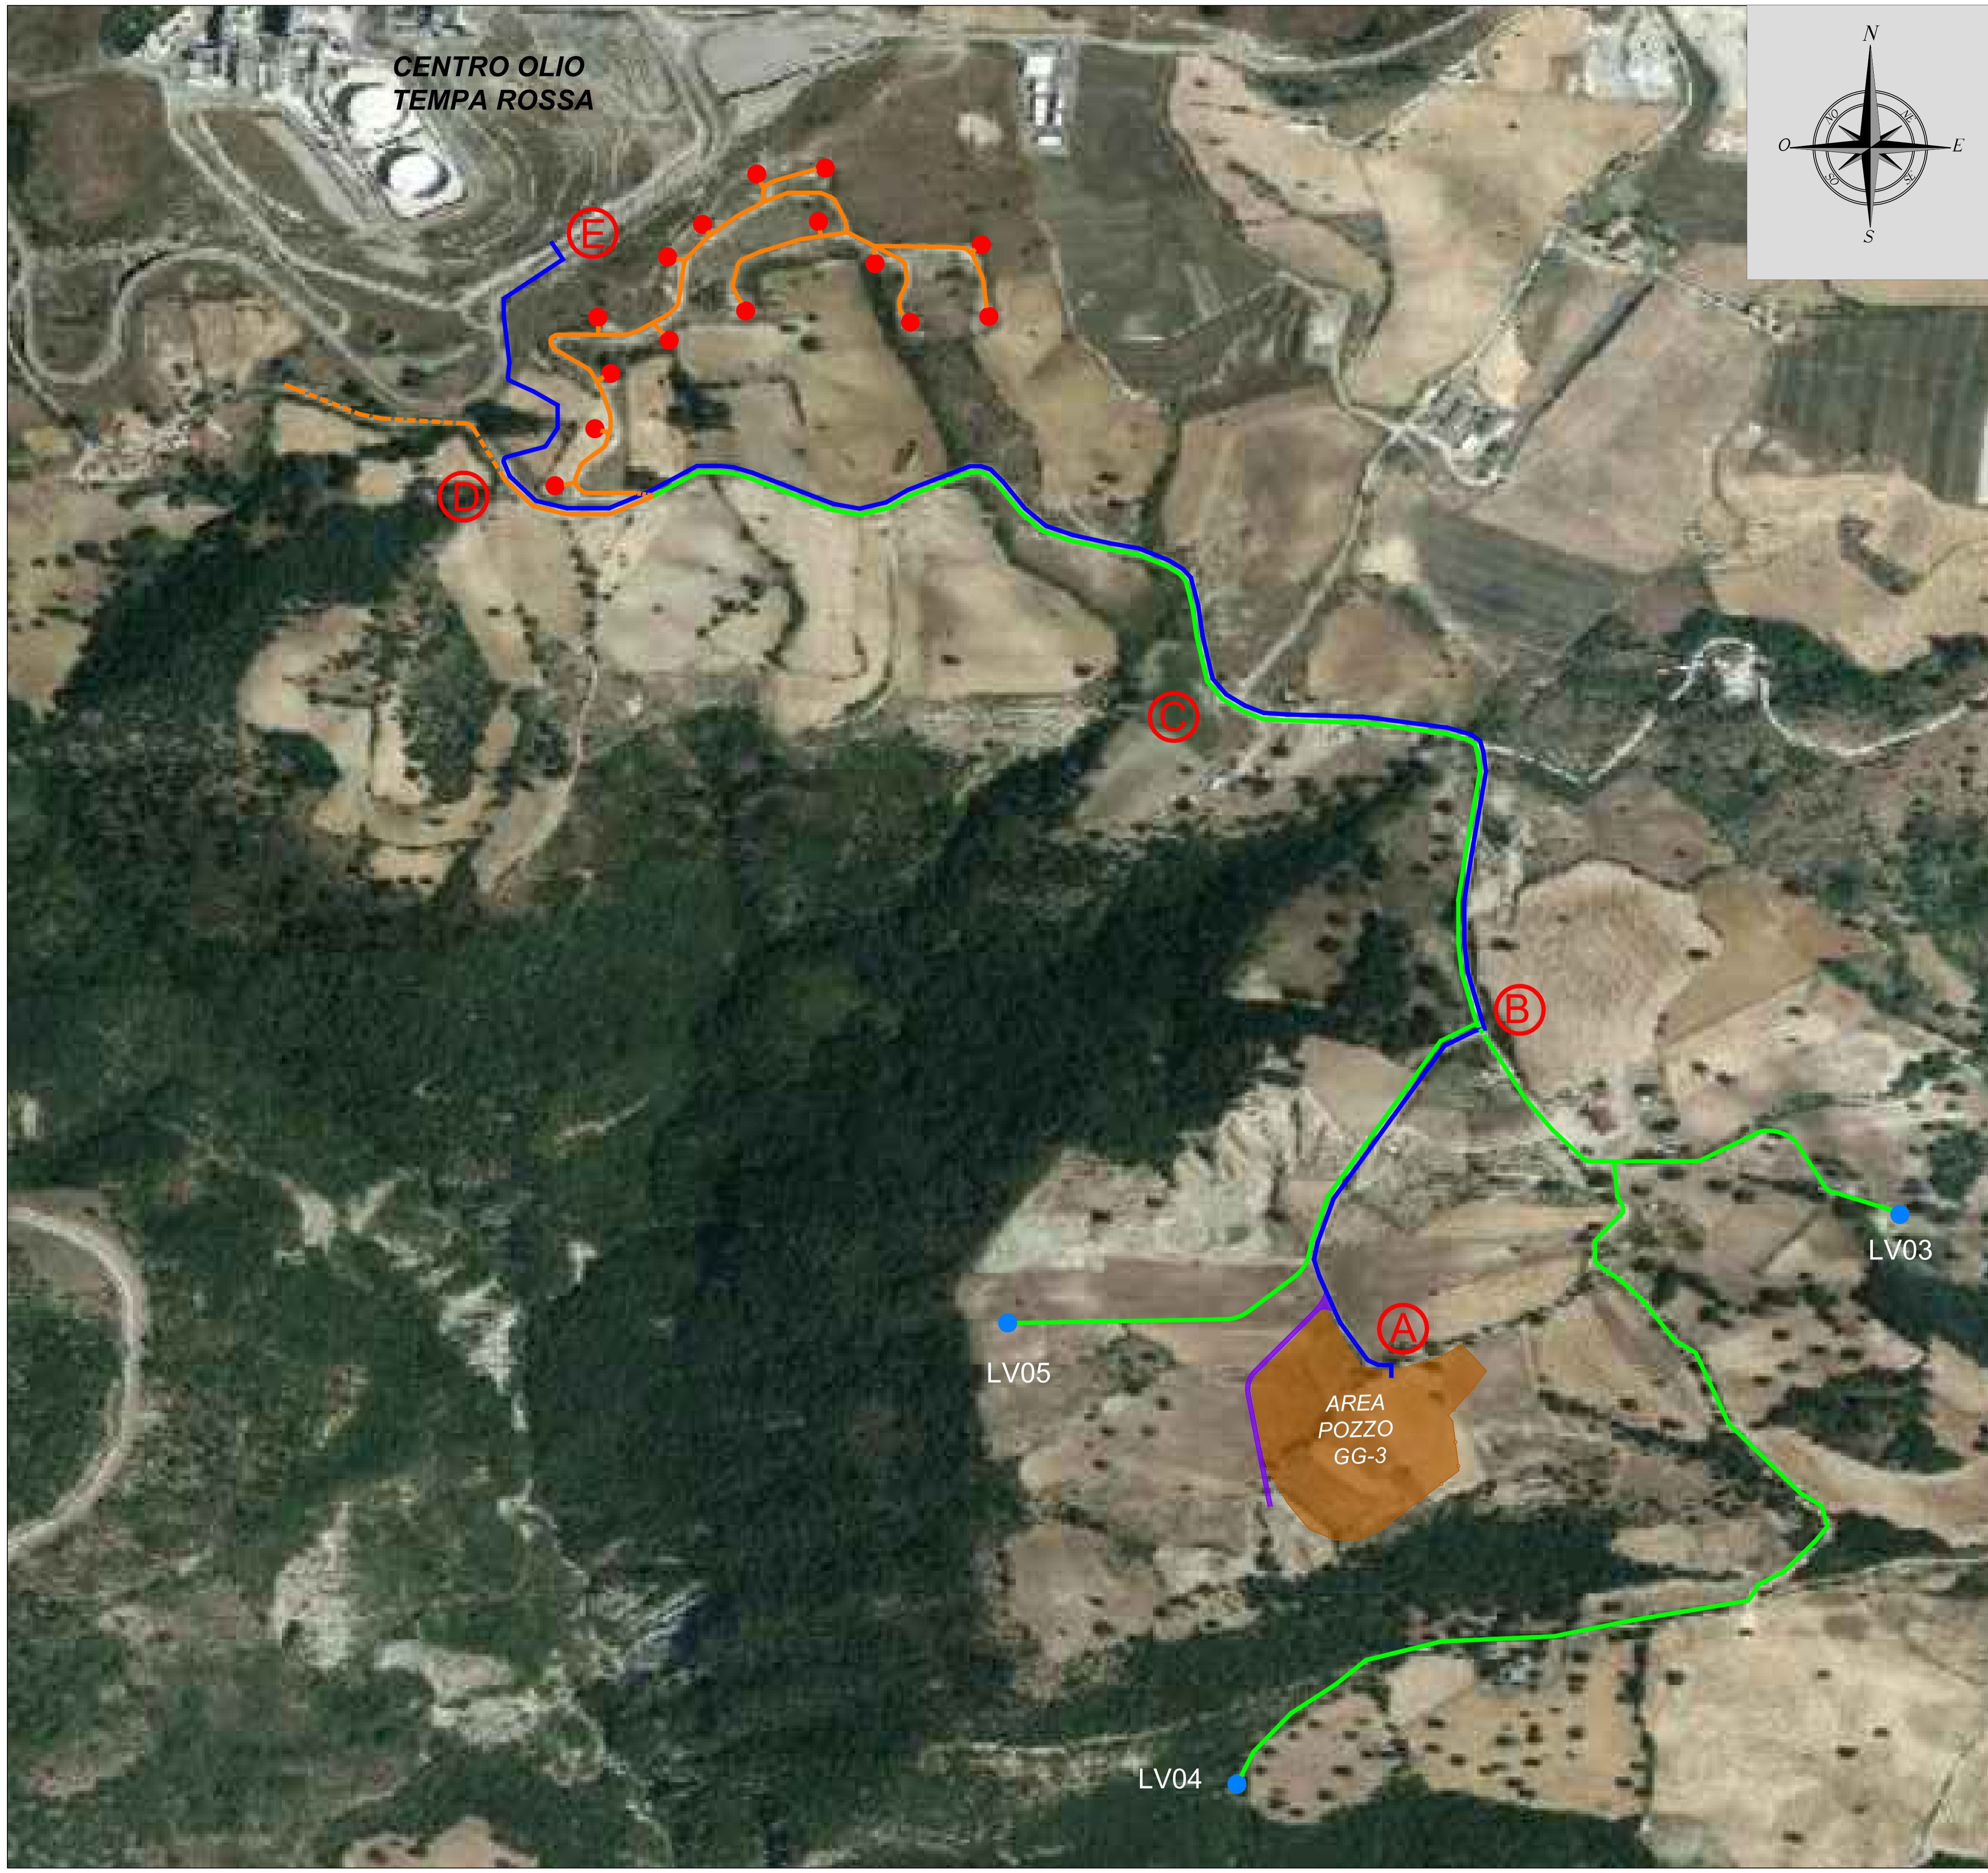 CENTRO OLIO
TEMPA ROSSA
N
NO
NE
O
E
SO
SE
S
E
D
C
B
LV03
A
LV05
AREA
POZZO
GG-3
LV04